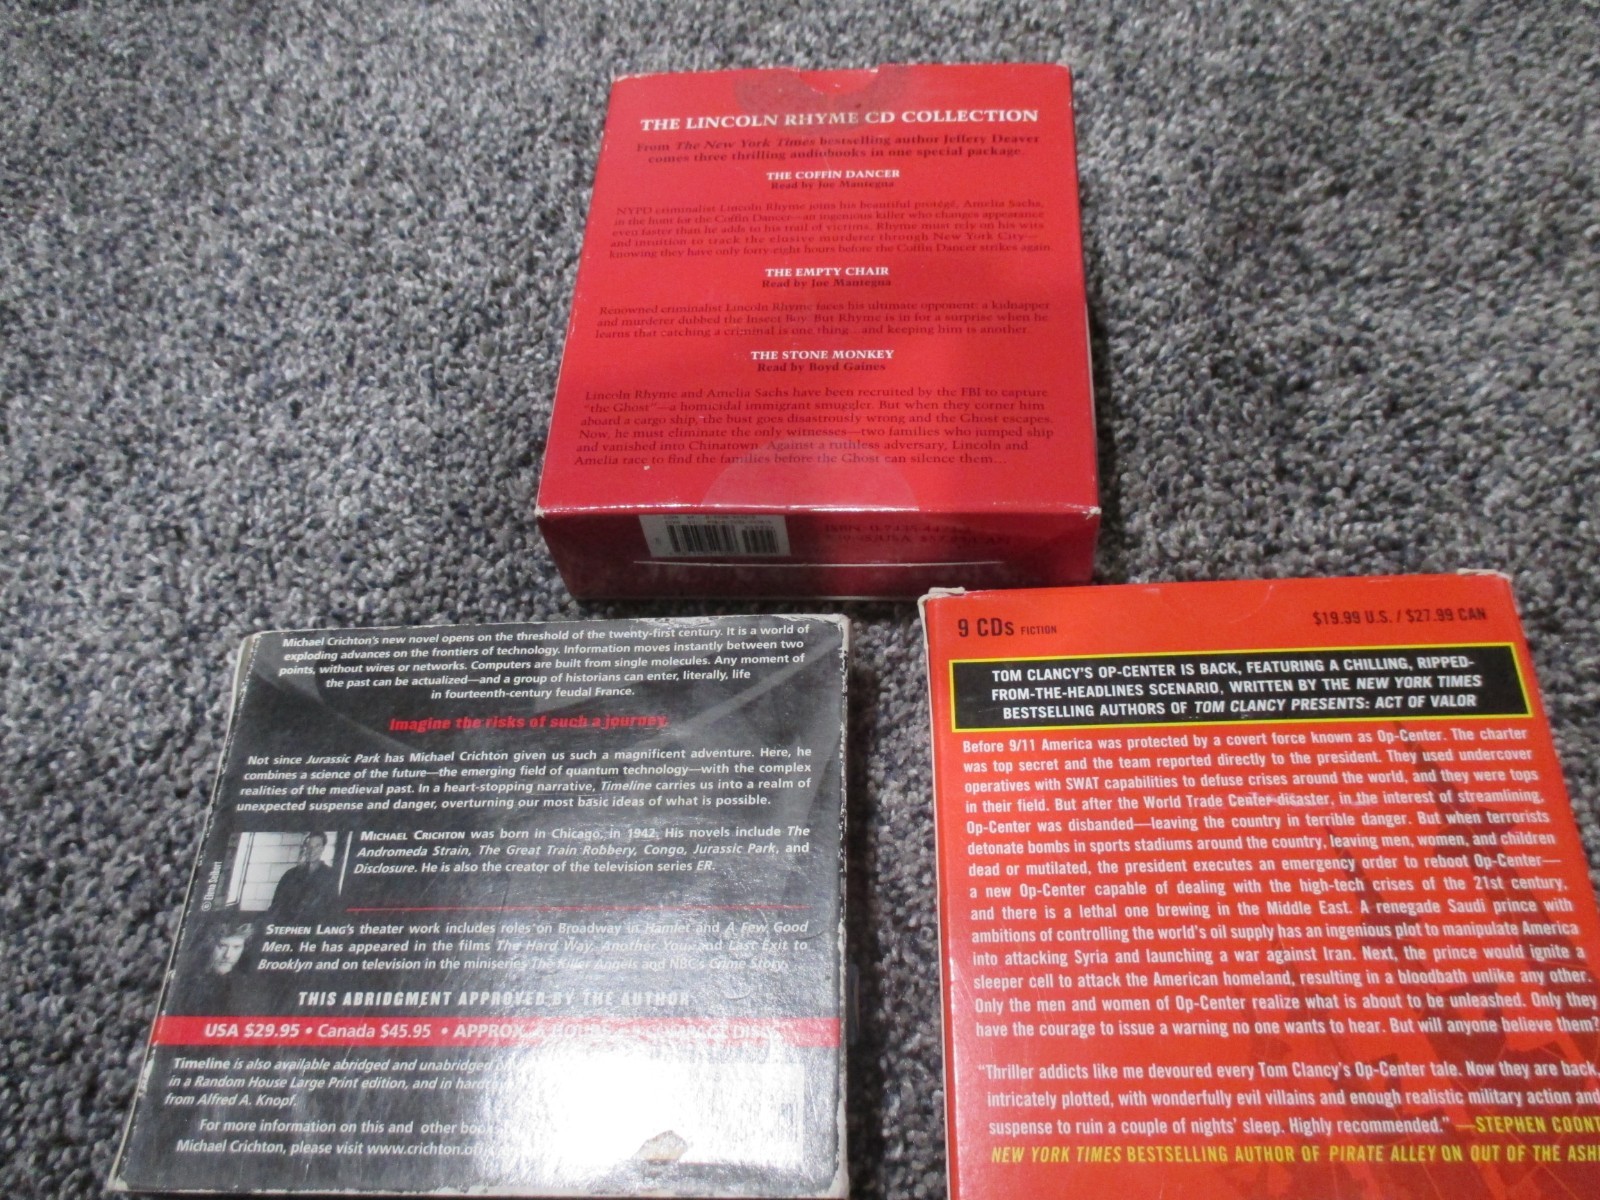 THE LINCOLN RHYME CD COLLECTION
From The New York Times bestselling author Jeffery Deaver
comes three thrilling audiobooks in one special package.
THE COFFIN DANCER
Read by Joe Mantegna
NYPD criminalist Lincoln Rhyme joins his beautiful protégé, Amelia Sachs,
in the hunt for the Coffin Dancer—an ingenious killer who changes appearance
even faster than he adds to his trail of victims. Rhyme must rely on his wits
and intuition to track the elusive murderer through New York City—
knowing they have only forty-eight hours before the Coffin Dancer strikes again.
THE EMPTY CHAIR
Read by Joe Mantegna
Renowned criminalist Lincoln Rhyme faces his ultimate opponent: a kidnapper
and murderer dubbed the Insect Boy. But Rhyme is in for a surprise when he
learns that catching a criminal is one thing...and keeping him is another.
THE STONE MONKEY
Read by Boyd Gaines
Lincoln Rhyme and Amelia Sachs have been recruited by the FBI to capture
"the Ghost"—a homicidal immigrant smuggler. But when they corner him
aboard a cargo ship, the bust goes disastrously wrong and the Ghost escapes.
Now, he must eliminate the only witnesses—two families who jumped ship
and vanished into Chinatown. Against a ruthless adversary, Lincoln and
Amelia race to find the families before the Ghost can silence them...
Michael Crichton's new novel opens on the threshold of the twenty-first century. It is a world of
exploding advances on the frontiers of technology. Information moves instantly between two
points, without wires or networks. Computers are built from single molecules. Any moment of
the past can be actualized—and a group of historians can enter, literally, life
in fourteenth-century feudal France.
Imagine the risks of such a journey.
Not since Jurassic Park has Michael Crichton given us such a magnificent adventure. Here, he
combines a science of the future—the emerging field of quantum technology—with the complex
realities of the medieval past. In a heart-stopping narrative, Timeline carries us into a realm of
unexpected suspense and danger, overturning our most basic ideas of what is possible.
MICHAEL CRICHTON was born in Chicago, in 1942. His novels include The
Andromeda Strain, The Great Train Robbery, Congo, Jurassic Park, and
Disclosure. He is also the creator of the television series ER.
STEPHEN LANG's theater work includes roles on Broadway in Hamlet and A Few Good
Men. He has appeared in the films The Hard Way, Another You, and Last Exit to
Brooklyn and on television in the miniseries The Killer Angels and NBC's Crime Story.
THIS ABRIDGMENT APPROVED BY THE AUTHOR
USA $29.95 • Canada $45.95 • APPROX. HOURS COMPACT DISCS
Timeline is also available abridged and unabridged
in a Random House Large Print edition, and in
from Alfred A. Knopf.
For more information on this and other
Michael Crichton, please visit
9 CDs FICTION
$19.99 U.S. / $27.99 CAN
TOM CLANCY'S OP-CENTER IS BACK, FEATURING A CHILLING, RIPPED-
FROM-THE-HEADLINES SCENARIO, WRITTEN BY THE NEW YORK TIMES
BESTSELLING AUTHORS OF TOM CLANCY PRESENTS: ACT OF VALOR
Before 9/11 America was protected by a covert force known as Op-Center. The charter
was top secret and the team reported directly to the president. They used undercover
operatives with SWAT capabilities to defuse crises around the world, and they were tops
in their field. But after the World Trade Center disaster, in the interest of streamlining,
Op-Center was disbanded—leaving the country in terrible danger. But when terrorists
detonate bombs in sports stadiums around the country, leaving men, women, and children
dead or mutilated, the president executes an emergency order to reboot Op-Center—
a new Op-Center capable of dealing with the high-tech crises of the 21st century,
and there is a lethal one brewing in the Middle East. A renegade Saudi prince with
ambitions of controlling the world's oil supply has an ingenious plot to manipulate America
into attacking Syria and launching a war against Iran. Next, the prince would ignite a
sleeper cell to attack the American homeland, resulting in a bloodbath unlike any other.
Only the men and women of Op-Center realize what is about to be unleashed. Only they
have the courage to issue a warning no one wants to hear. But will anyone believe them?
"Thriller addicts like me devoured every Tom Clancy's Op-Center tale. Now they are back,
intricately plotted, with wonderfully evil villains and enough realistic military action and
suspense to ruin a couple of nights' sleep. Highly recommended." —STEPHEN COONT
NEW YORK TIMES BESTSELLING AUTHOR OF PIRATE ALLEY ON OUT OF THE ASH